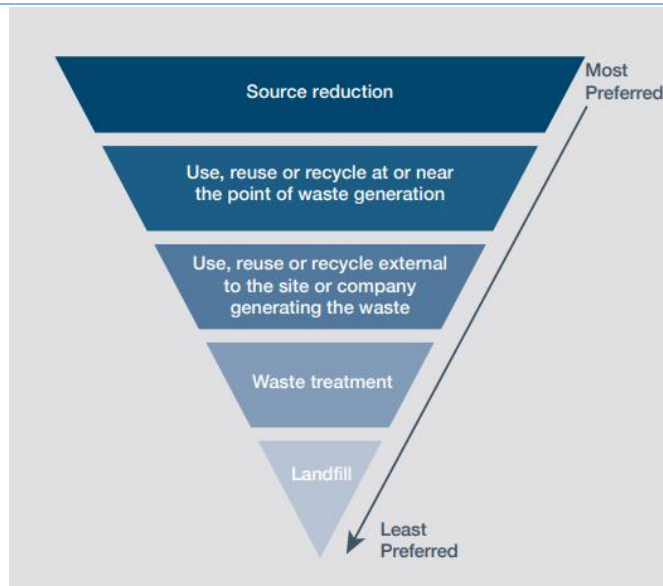 Source reduction
Most
Preferred
Use, reuse or recycle at or near
the point of waste generation
Use, reuse or recycle external
to the site or company
generating the waste
Waste treatment
Landfill
Least
Preferred